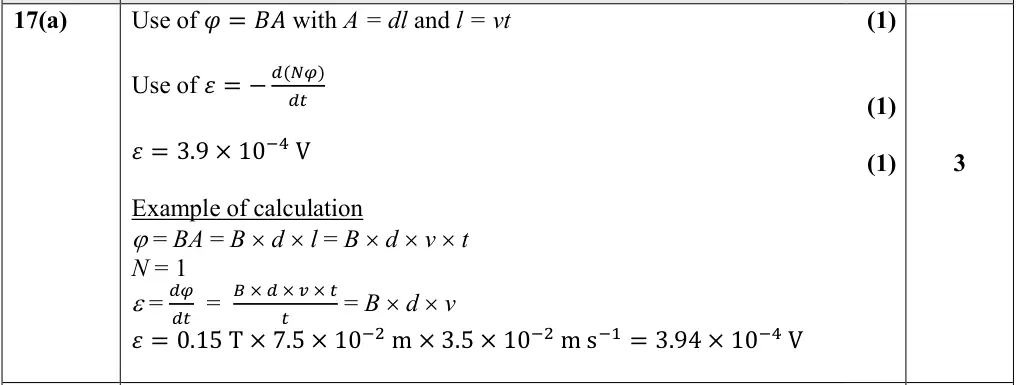 17(a) Use of φ = BA with A = dl and l = vt (1)
Use of ε = − d(Nφ)/dt
(1)
ε = 3.9 × 10⁻⁴ V
(1) 3
Example of calculation
φ = BA = B × d × l = B × d × v × t
N = 1
ε = dφ/dt = B × d × v × t/t = B × d × v
ε = 0.15 T × 7.5 × 10⁻² m × 3.5 × 10⁻² m s⁻¹ = 3.94 × 10⁻⁴ V